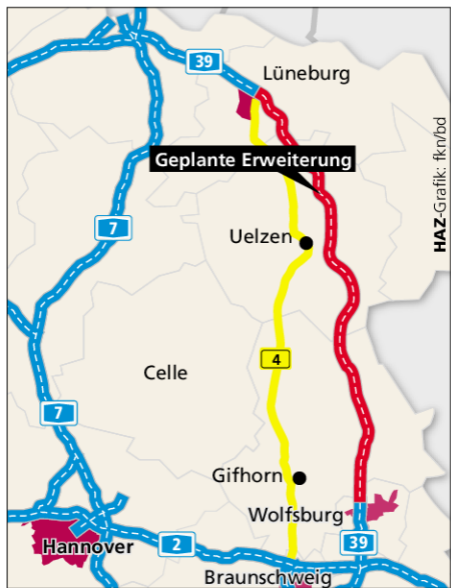 39
Lüneburg
Geplante Erweiterung
HAZ-Grafik: fkn/bd
7
Uelzen
4
Celle
7
Gifhorn
Wolfsburg
Hannover
2
39
Braunschweig